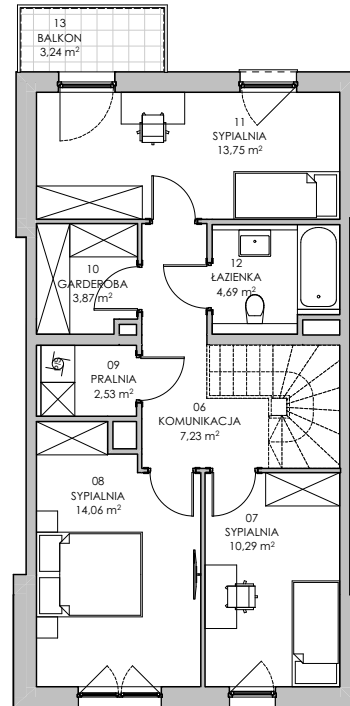 13
BALKON
3,24 m²
11
SYPIALNIA
13,75 m²
10
GARDEROBA
3,87 m²
12
ŁAZIENKA
4,69 m²
09
PRALNIA
2,53 m²
06
KOMUNIKACJA
7,23 m²
08
SYPIALNIA
14,06 m²
07
SYPIALNIA
10,29 m²